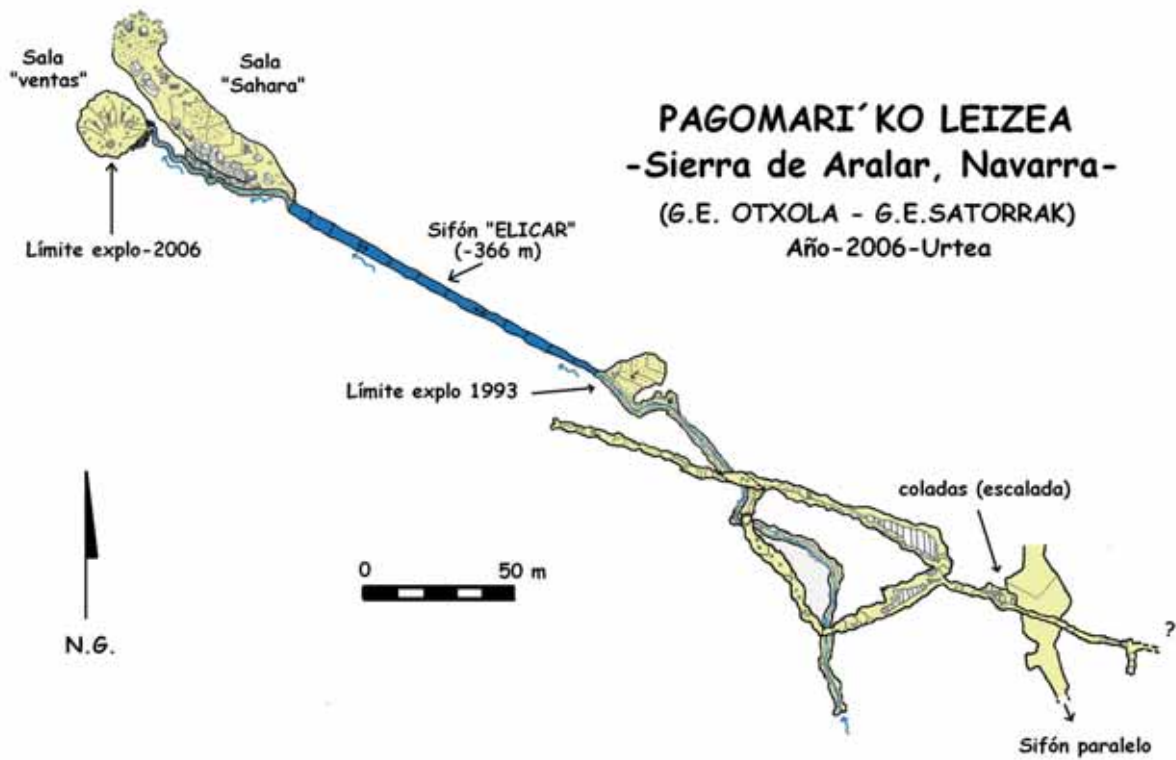 Sala
"ventas"
Sala
"Sahara"
PAGOMARI´KO LEIZEA
-Sierra de Aralar, Navarra-
(G.E. OTXOLA - G.E.SATORRAK)
Año-2006-Urtea
Límite explo-2006
Sifón "ELICAR"
(-366 m)
Límite explo 1993
coladas (escalada)
0 50 m
N.G.
?
Sifón paralelo